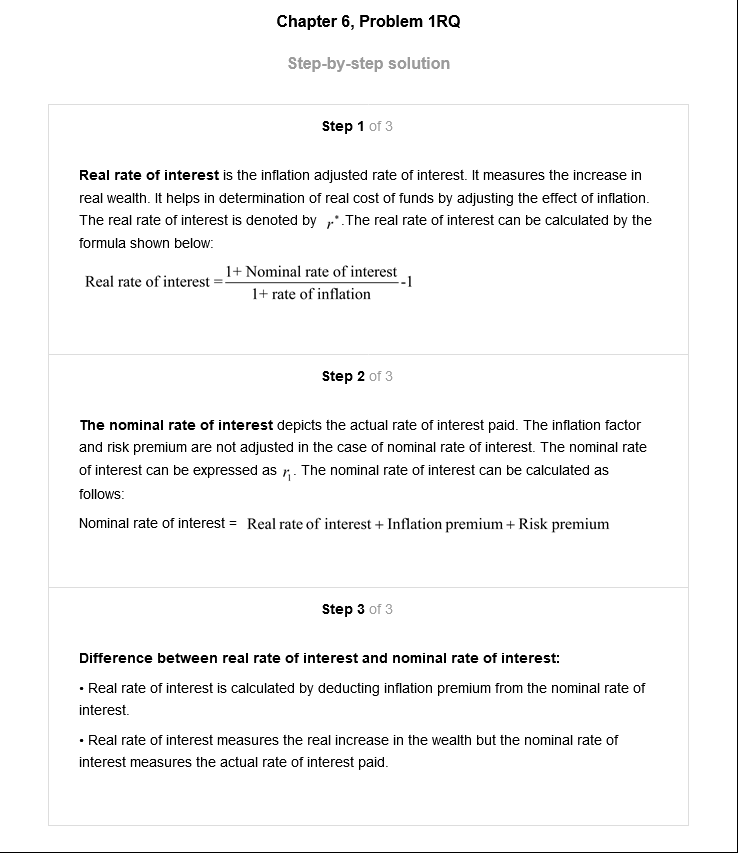 Chapter 6, Problem 1RQ
Step-by-step solution
Step 1 of 3
Real rate of interest is the inflation adjusted rate of interest. It measures the increase in
real wealth. It helps in determination of real cost of funds by adjusting the effect of inflation.
The real rate of interest is denoted by r*.The real rate of interest can be calculated by the
formula shown below:
Real rate of interest = 1+ Nominal rate of interest / 1+ rate of inflation -1
Step 2 of 3
The nominal rate of interest depicts the actual rate of interest paid. The inflation factor
and risk premium are not adjusted in the case of nominal rate of interest. The nominal rate
of interest can be expressed as r₁. The nominal rate of interest can be calculated as
follows:
Nominal rate of interest = Real rate of interest + Inflation premium + Risk premium
Step 3 of 3
Difference between real rate of interest and nominal rate of interest:
• Real rate of interest is calculated by deducting inflation premium from the nominal rate of
interest.
• Real rate of interest measures the real increase in the wealth but the nominal rate of
interest measures the actual rate of interest paid.